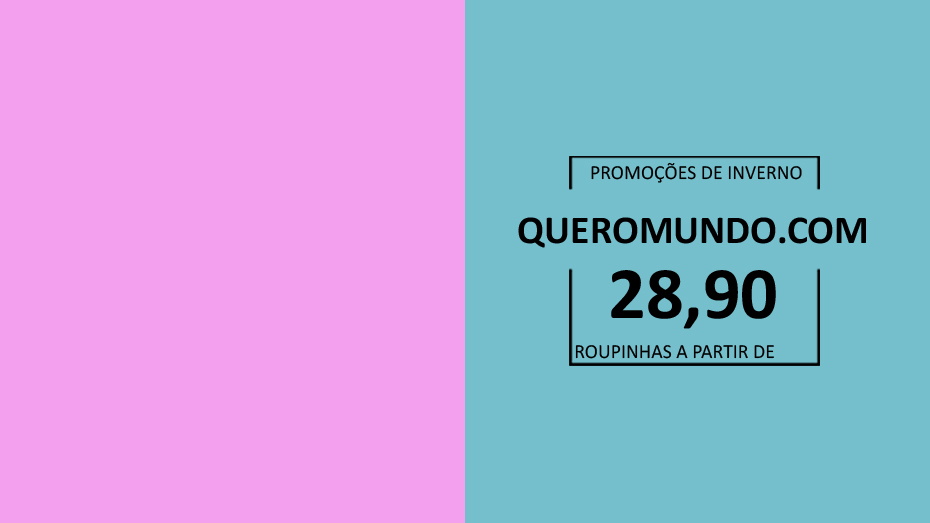 PROMOÇÕES DE INVERNO
QUEROMUNDO.COM
28,90
ROUPINHAS A PARTIR DE